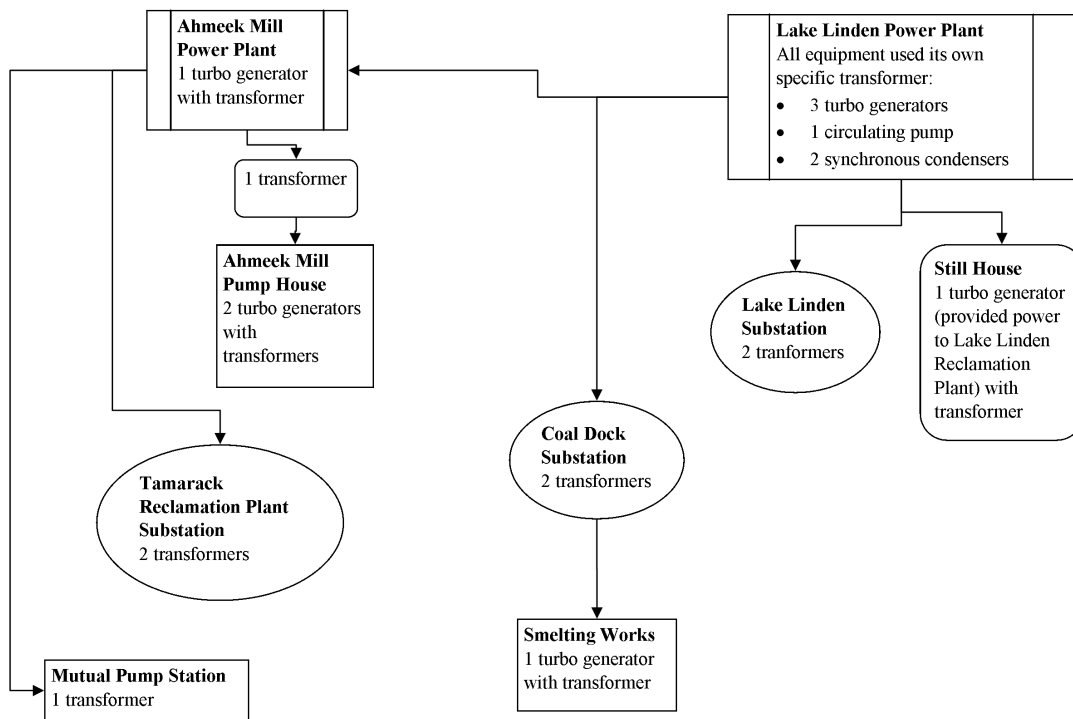 Ahmeek Mill
Power Plant
1 turbo generator
with transformer
1 transformer
Ahmeek Mill
Pump House
2 turbo generators
with
transformers
Tamarack
Reclamation Plant
Substation
2 transformers
Mutual Pump Station
1 transformer
Lake Linden Power Plant
All equipment used its own
specific transformer:
• 3 turbo generators
• 1 circulating pump
• 2 synchronous condensers
Lake Linden
Substation
2 tranformers
Still House
1 turbo generator
(provided power
to Lake Linden
Reclamation
Plant) with
transformer
Coal Dock
Substation
2 transformers
Smelting Works
1 turbo generator
with transformer